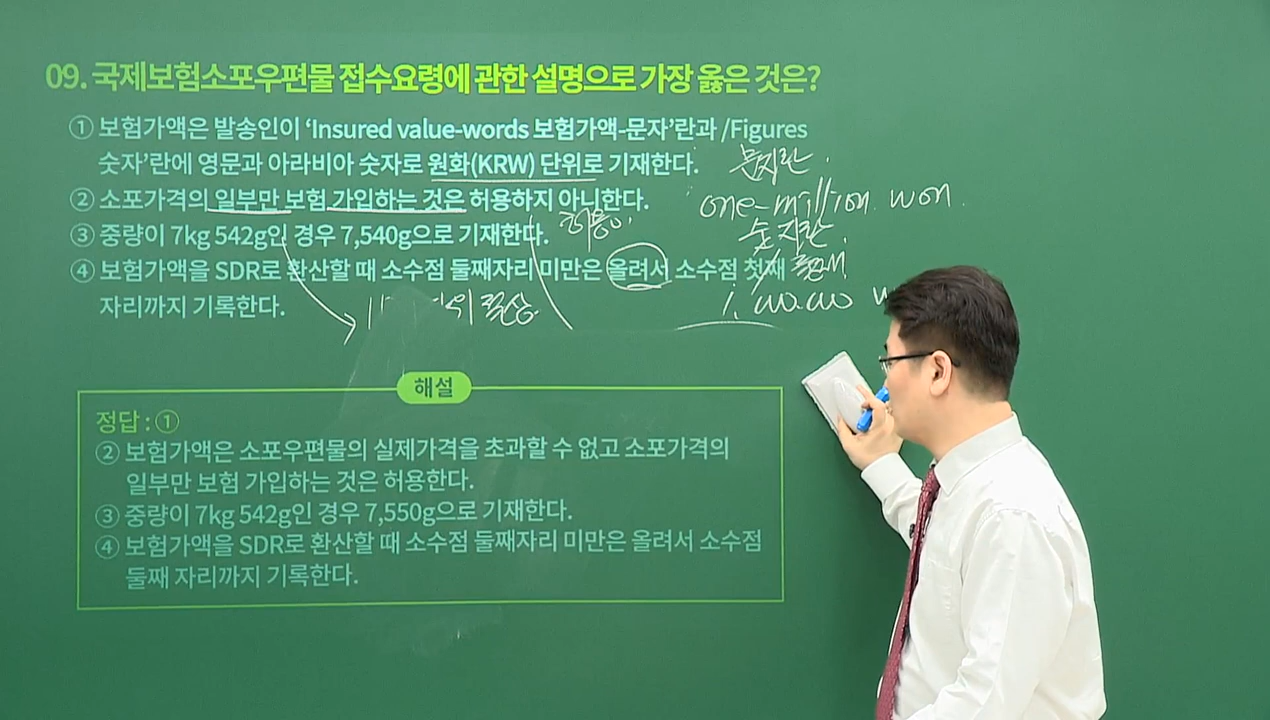 09. 국제보험소포우편물 접수요령에 관한 설명으로 가장 옳은 것은?
① 보험가액은 발송인이 ‘Insured value-words 보험가액-문자’란과 /Figures
숫자’란에 영문과 아라비아 숫자로 원화(KRW) 단위로 기재한다.
문자란.
② 소포가격의 일부만 보험 가입하는 것은 허용하지 아니한다.
one-million won.
허용.
숫자란.
③ 중량이 7kg 542g인 경우 7,540g으로 기재한다.
④ 보험가액을 SDR로 환산할 때 소수점 둘째자리 미만은 올려서 소수점 첫째
둘째
자리까지 기록한다.
절상.
해설
정답 : ①
② 보험가액은 소포우편물의 실제가격을 초과할 수 없고 소포가격의
일부만 보험 가입하는 것은 허용한다.
③ 중량이 7kg 542g인 경우 7,550g으로 기재한다.
④ 보험가액을 SDR로 환산할 때 소수점 둘째자리 미만은 올려서 소수점
둘째 자리까지 기록한다.